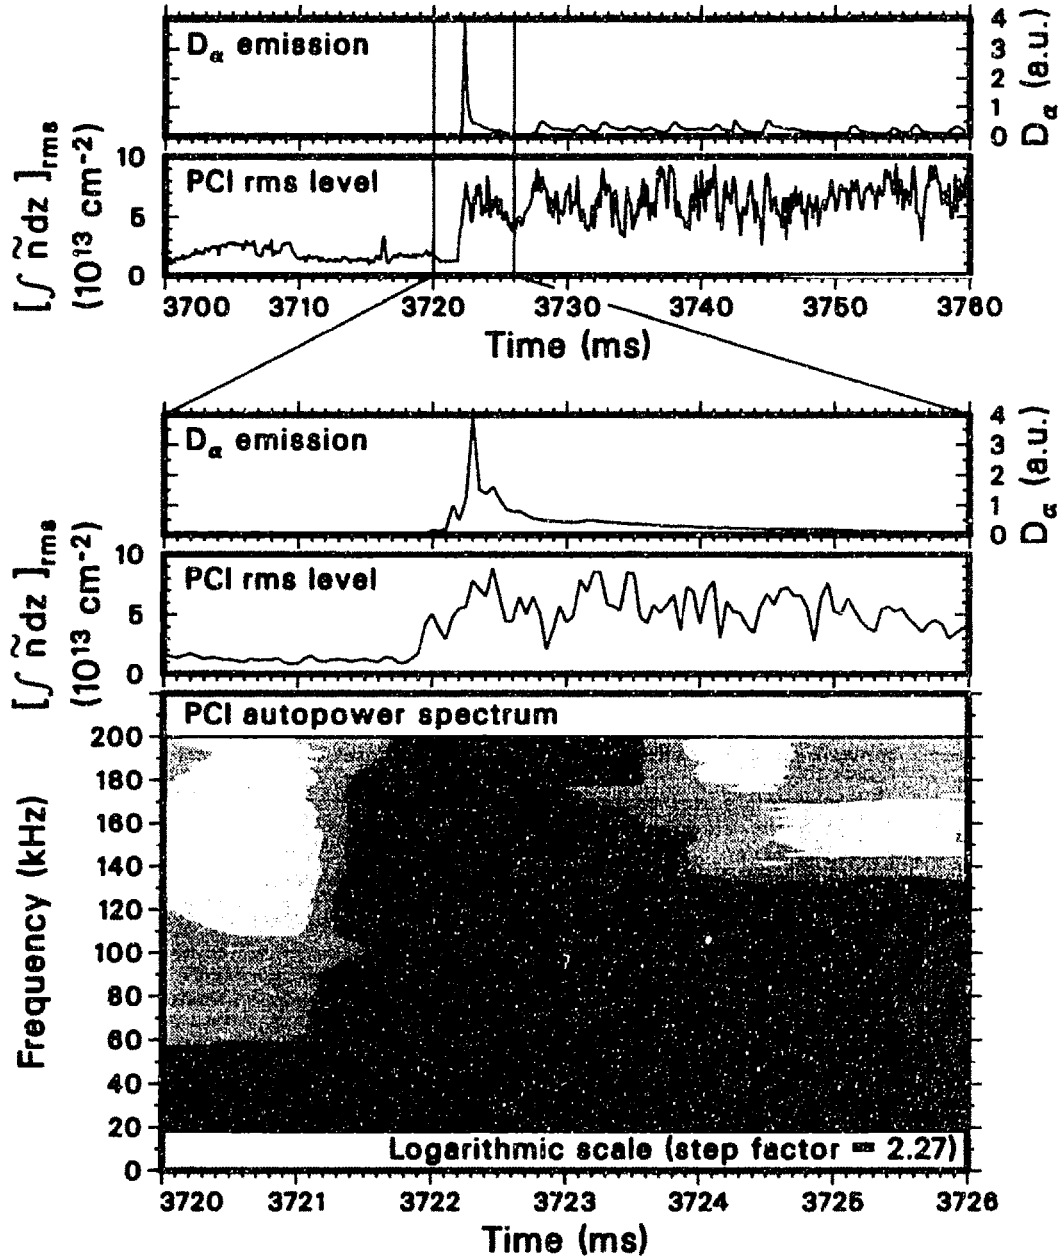 Dα emission
4
3
2
1
0
Dα (a.u.)
[∫ ñdz ]rms
(10¹³ cm⁻²)
10
5
0
PCI rms level
3700 3710 3720 3730 3740 3750 3760
Time (ms)
Dα emission
4
3
2
1
0
Dα (a.u.)
[∫ ñdz ]rms
(10¹³ cm⁻²)
10
5
0
PCI rms level
PCI autopower spectrum
Frequency (kHz)
200
180
160
140
120
100
80
60
40
20
0
Logarithmic scale (step factor = 2.27)
3720 3721 3722 3723 3724 3725 3726
Time (ms)